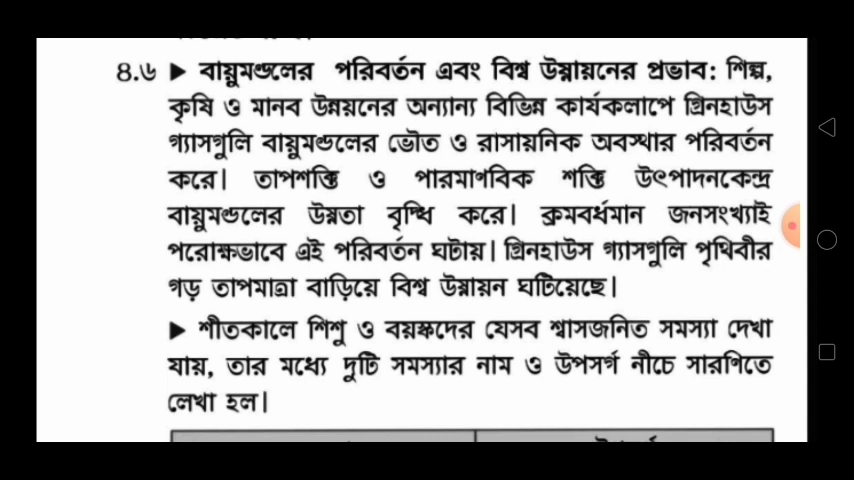 ৪.৬ ▶ বায়ুমণ্ডলের পরিবর্তন এবং বিশ্ব উষ্ণায়নের প্রভাব: শিল্প,
কৃষি ও মানব উন্নয়নের অন্যান্য বিভিন্ন কার্যকলাপে গ্রিনহাউস
গ্যাসগুলি বায়ুমণ্ডলের ভৌত ও রাসায়নিক অবস্থার পরিবর্তন
করে। তাপশক্তি ও পারমাণবিক শক্তি উৎপাদনকেন্দ্র
বায়ুমণ্ডলের উষ্ণতা বৃদ্ধি করে। ক্রমবর্ধমান জনসংখ্যাই
পরোক্ষভাবে এই পরিবর্তন ঘটায়। গ্রিনহাউস গ্যাসগুলি পৃথিবীর
গড় তাপমাত্রা বাড়িয়ে বিশ্ব উষ্ণায়ন ঘটিয়েছে।
▶ শীতকালে শিশু ও বয়স্কদের যেসব শ্বাসজনিত সমস্যা দেখা
যায়, তার মধ্যে দুটি সমস্যার নাম ও উপসর্গ নীচে সারণিতে
লেখা হল।